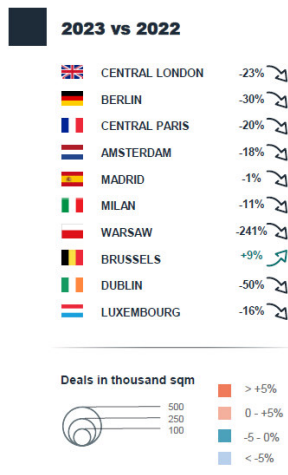 2023 vs 2022
CENTRAL LONDON -23%
BERLIN -30%
CENTRAL PARIS -20%
AMSTERDAM -18%
MADRID -1%
MILAN -11%
WARSAW -241%
BRUSSELS +9%
DUBLIN -50%
LUXEMBOURG -16%
Deals in thousand sqm
500
250
100
> +5%
0 - +5%
-5 - 0%
< -5%